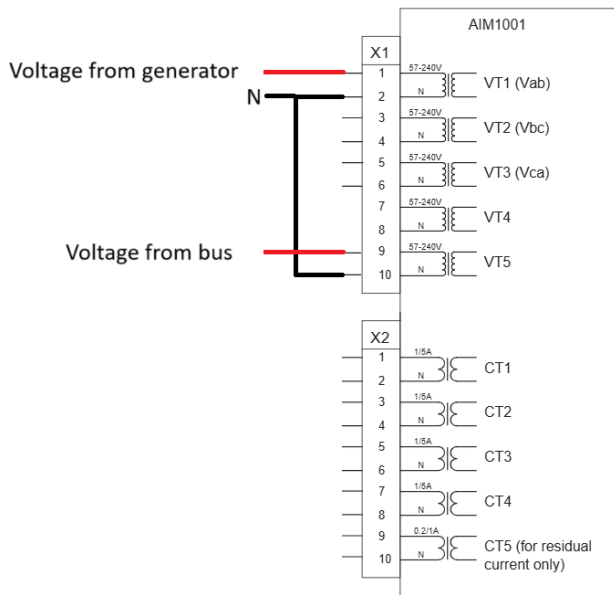 AIM1001
X1
Voltage from generator
1
57-240V
VT1 (Vab)
N
2
N
3
57-240V
VT2 (Vbc)
4
N
5
57-240V
VT3 (Vca)
6
N
7
57-240V
VT4
8
N
Voltage from bus
9
57-240V
VT5
10
N
X2
1
1/5A
CT1
2
N
3
1/5A
CT2
4
N
5
1/5A
CT3
6
N
7
1/5A
CT4
8
N
9
0.2/1A
CT5 (for residual
current only)
10
N